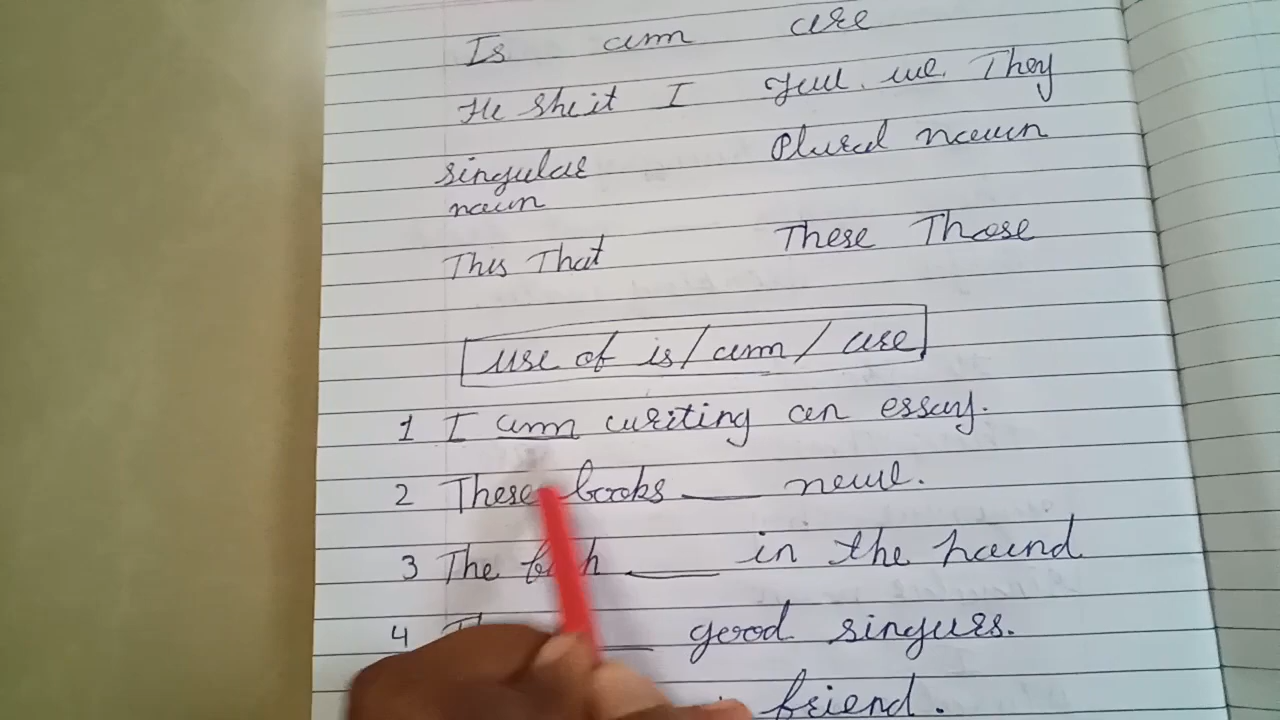 Is am are
He She it I You. we. They
singular Plural noun
noun
This That These Those
use of is/am/are
1 I am writing an essay.
2 These books ___ new.
3 The ___ in the
4 ___ good singers.
friend.